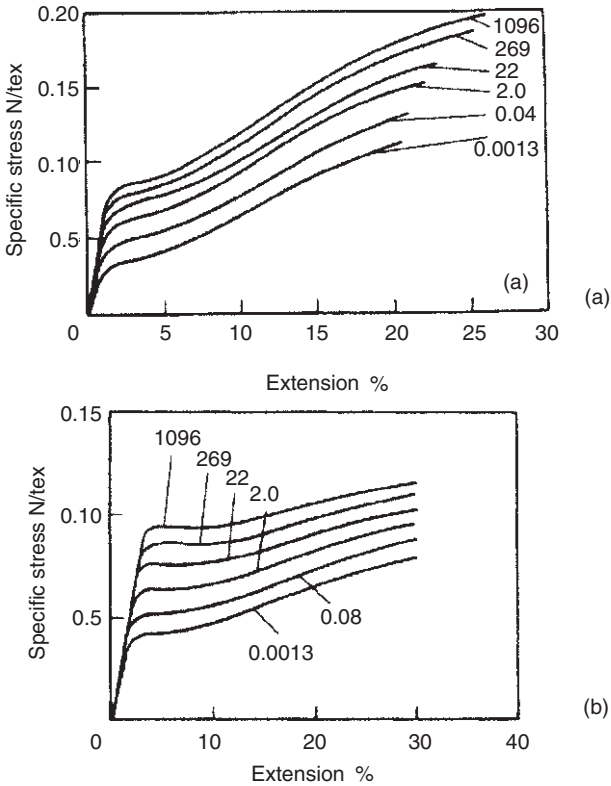 0.20
0.15
0.10
0.5
Specific stress N/tex
1096
269
22
2.0
0.04
0.0013
(a)
(a)
0 5 10 15 20 25 30
Extension %
0.15
0.10
0.5
Specific stress N/tex
1096
269
22
2.0
0.08
0.0013
(b)
0 10 20 30 40
Extension %